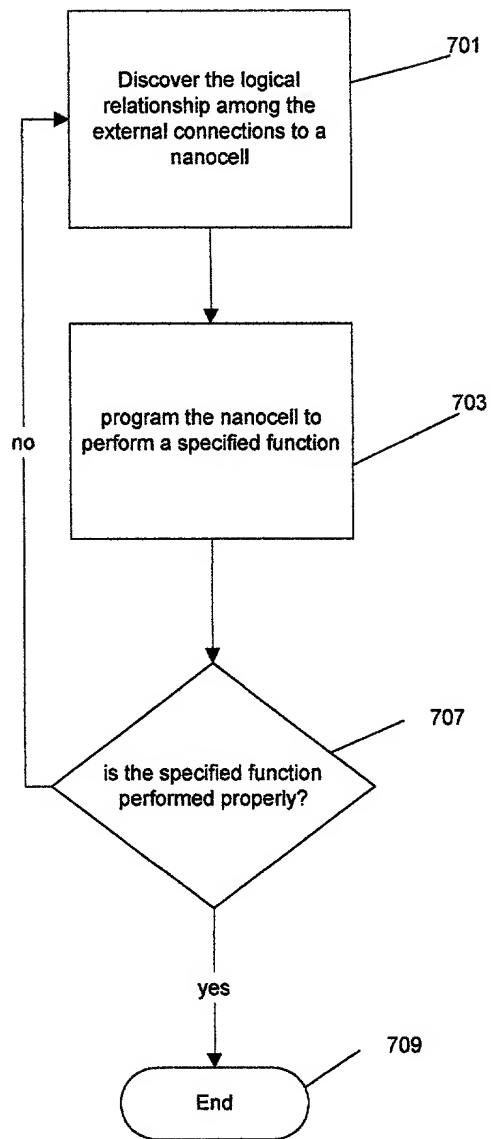 701
Discover the logical
relationship among the
external connections to a
nanocell
703
program the nanocell to
perform a specified function
no
707
is the specified function
performed properly?
yes
709
End